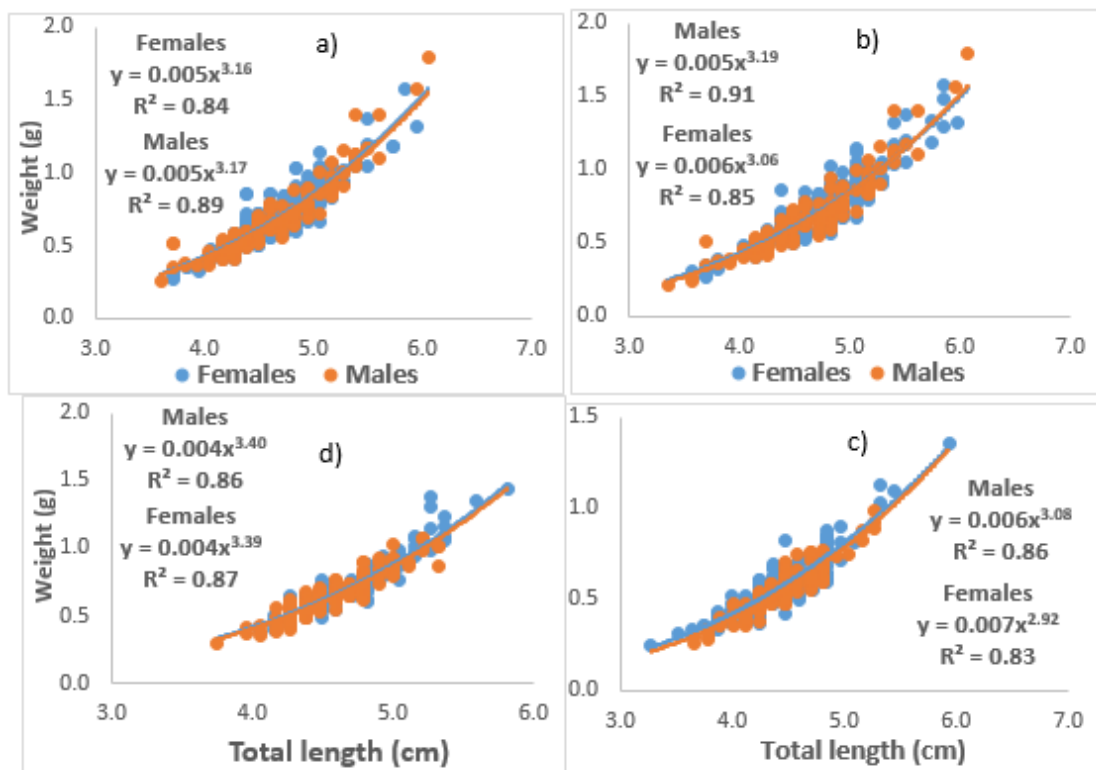 a)
Females
y = 0.005x^3.16
R² = 0.84
Males
y = 0.005x^3.17
R² = 0.89
Weight (g)
2.0
1.5
1.0
0.5
0.0
3.0 4.0 5.0 6.0 7.0
Females Males
b)
Males
y = 0.005x^3.19
R² = 0.91
Females
y = 0.006x^3.06
R² = 0.85
2.0
1.5
1.0
0.5
0.0
3.0 4.0 5.0 6.0 7.0
Females Males
d)
Males
y = 0.004x^3.40
R² = 0.86
Females
y = 0.004x^3.39
R² = 0.87
Weight (g)
2.0
1.5
1.0
0.5
0.0
3.0 4.0 5.0 6.0
Total length (cm)
c)
Males
y = 0.006x^3.08
R² = 0.86
Females
y = 0.007x^2.92
R² = 0.83
1.5
1.0
0.5
0.0
3.0 4.0 5.0 6.0 7.0
Total length (cm)